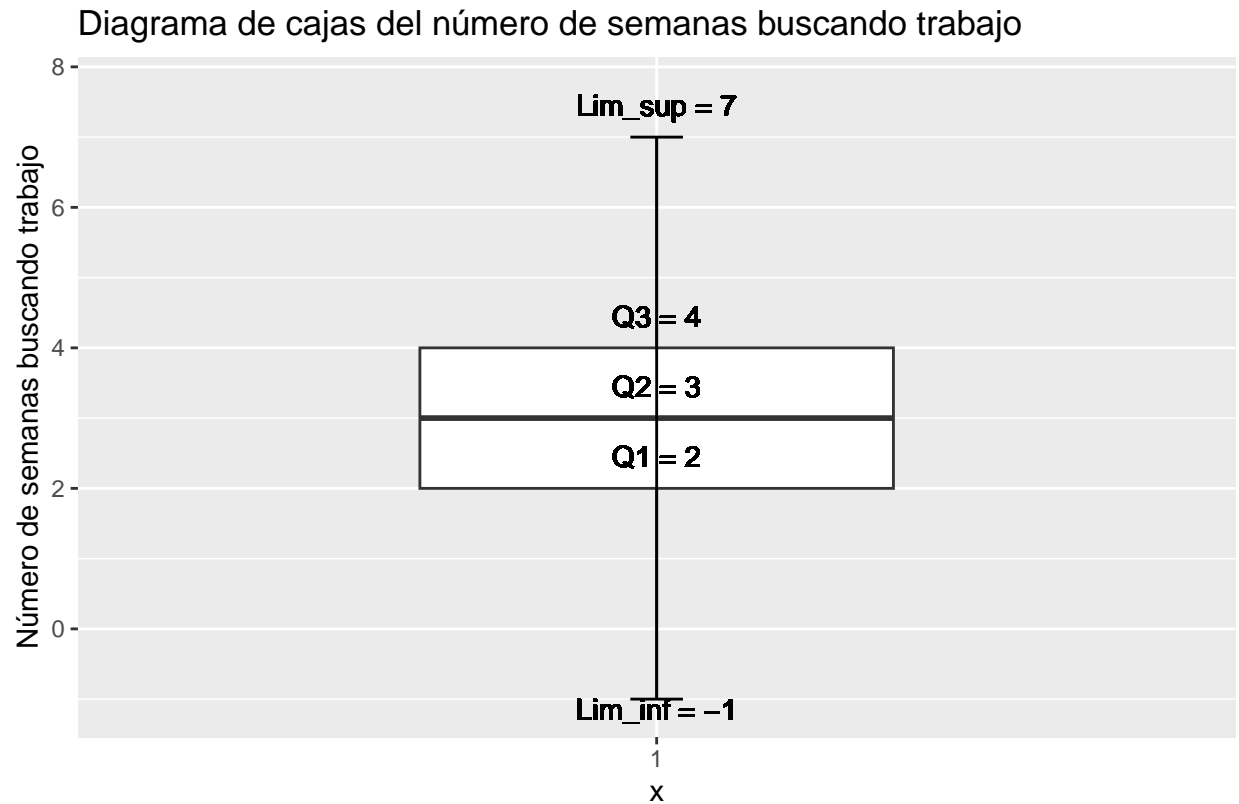 Diagrama de cajas del número de semanas buscando trabajo
Número de semanas buscando trabajo
8
6
4
2
0
Lim_sup = 7
Q3 = 4
Q2 = 3
Q1 = 2
Lim_inf = −1
1
x